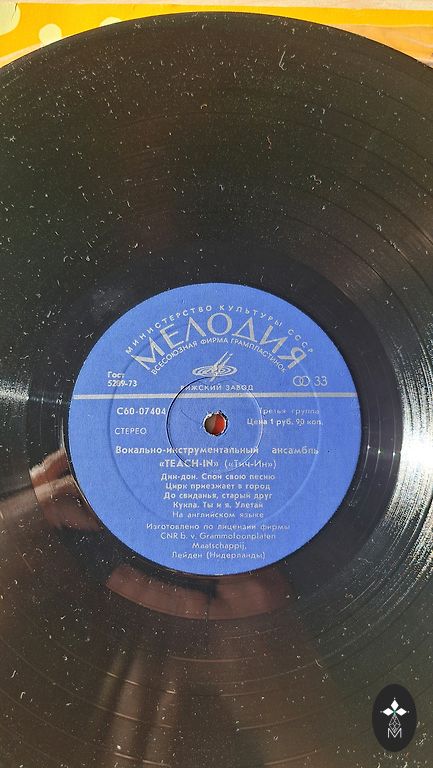 МИНИСТЕРСТВО КУЛЬТУРЫ СССР
МЕЛОДИЯ
ВСЕСОЮЗНАЯ ФИРМА ГРАМПЛАСТИНОК
Гост
5289-73
33
РИЖСКИЙ ЗАВОД
С60-07404
Третья группа
Цена 1 руб. 90 коп.
СТЕРЕО
Вокально-инструментальный ансамбль
«TEACH-IN» («Тич-Ин»)
Дин-дон. Спой свою песню
Цирк приезжает в город
До свиданья, старый друг
Кукла. Ты и я. Улетай
На английском языке
Изготовлено по лицензии фирмы
CNR b. v. Grammofoonplaten
Maatschappij,
Лейден (Нидерланды)